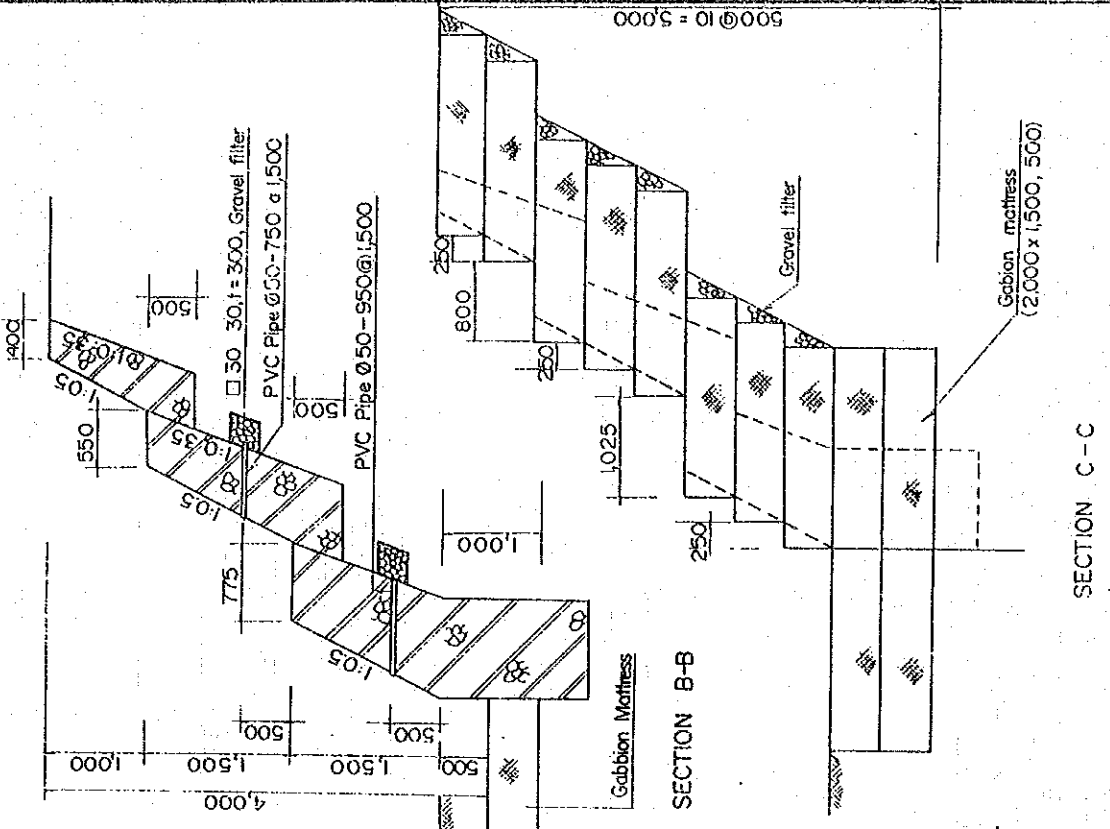 400
1:0.5
1:0.35
500
550
□ 30 30, t = 300, Gravel filter
PVC Pipe Ø50-750 @ 1,500
1:0.5
1:0.35
500
775
PVC Pipe Ø50-950@1,500
1:0.5
1,000
500
500
1,000
1,500
1,500
500
4,000
Gabbion Mattress
SECTION B-B
500@10 = 5,000
250
800
250
1,025
250
Gravel filter
Gabion mattress
(2,000 x 1,500, 500)
SECTION C-C